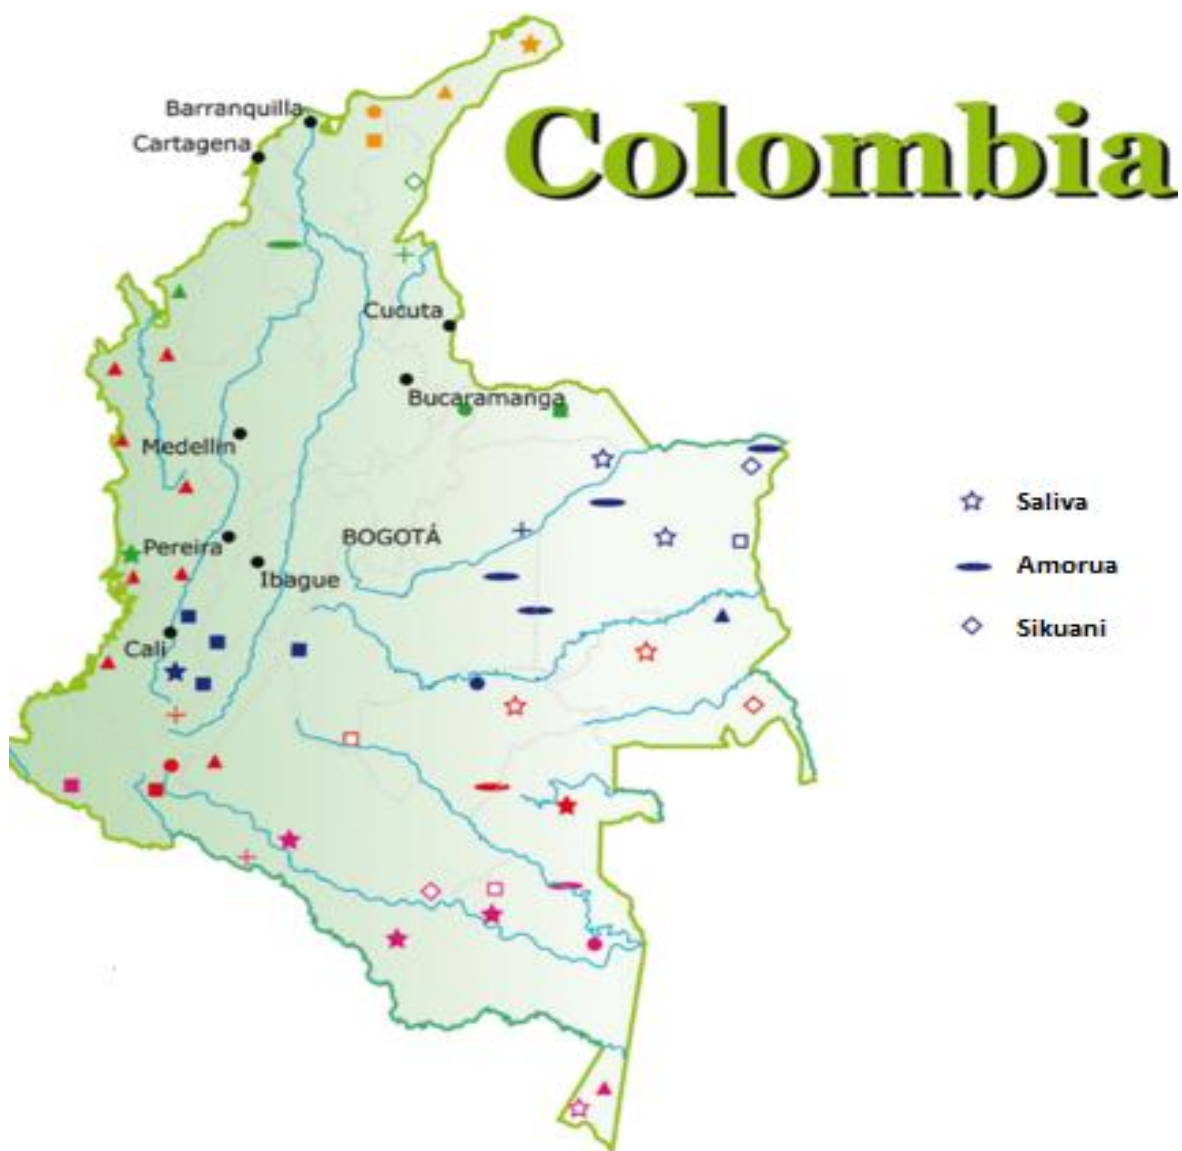 Colombia
Barranquilla
Cartagena
Cucuta
Bucaramanga
Medellin
BOGOTÁ
Pereira
Ibague
Cali
Saliva
Amorua
Sikuani